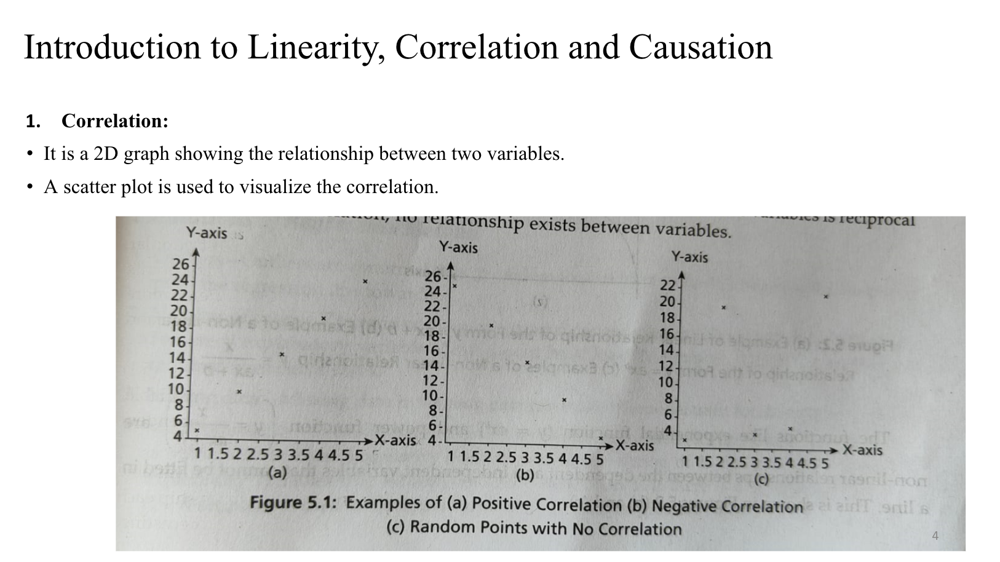 Introduction to Linearity, Correlation and Causation
1. Correlation:
• It is a 2D graph showing the relationship between two variables.
• A scatter plot is used to visualize the correlation.
no relationship exists between variables.
is reciprocal
Y-axis
26
24
22
20
18
16
14
12
10
8
6
4
X-axis
1 1.5 2 2.5 3 3.5 4 4.5 5
(a)
Y-axis
26
24
22
20
18
16
14
12
10
8
6
4
X-axis
1 1.5 2 2.5 3 3.5 4 4.5 5
(b)
Y-axis
22
20
18
16
14
12
10
8
6
4
X-axis
1 1.5 2 2.5 3 3.5 4 4.5 5
(c)
Figure 5.1: Examples of (a) Positive Correlation (b) Negative Correlation
(c) Random Points with No Correlation
4